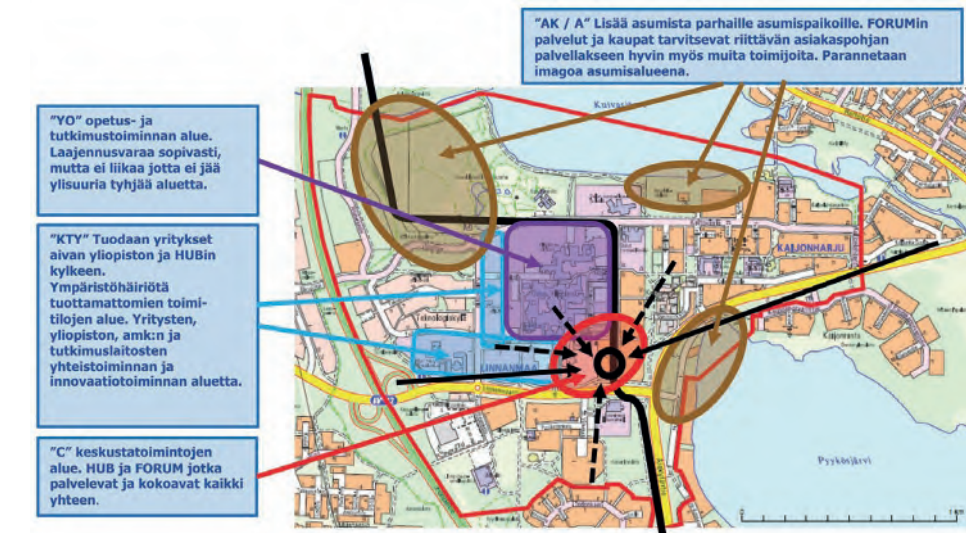 "AK / A" Lisää asumista parhaille asumispaikoille. FORUMin
palvelut ja kaupat tarvitsevat riittävän asiakaspohjan
palvellakseen hyvin myös muita toimijoita. Parannetaan
imagoa asumisalueena.
"YO" opetus- ja
tutkimustoiminnan alue.
Laajennusvaraa sopivasti,
mutta ei liikaa jotta ei jää
ylisuuria tyhjää aluetta.
"KTY" Tuodaan yritykset
aivan yliopiston ja HUBin
kylkeen.
Ympäristöhäiriötä
tuottamattomien toimi-
tilojen alue. Yritysten,
yliopiston, amk:n ja
tutkimuslaitosten
yhteistoiminnan ja
innovaatiotoiminnan aluetta.
"C" keskustatoimintojen
alue. HUB ja FORUM jotka
palvelevat ja kokoavat kaikki
yhteen.
KAIJONHARJU
Teknologiakylä
LINNANMAA
Kaijonranta
Pyykösjärvi